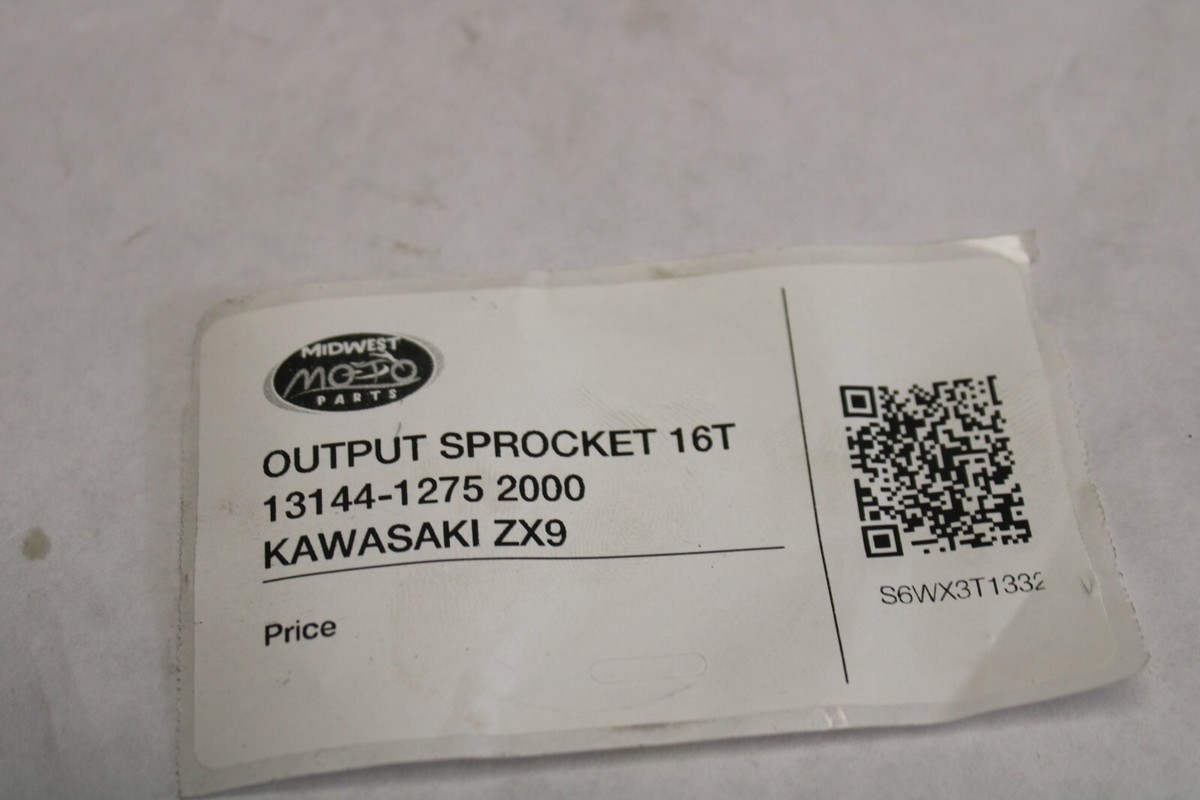 MIDWEST
MOTO
PARTS
OUTPUT SPROCKET 16T
13144-1275 2000
KAWASAKI ZX9
Price
S6WX3T1332